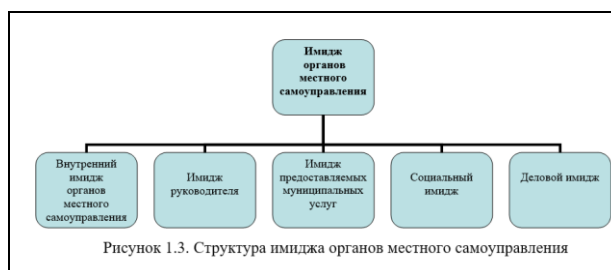 Имидж
органов
местного
самоуправления
Внутренний
имидж
органов
местного
самоуправления
Имидж
руководителя
Имидж
предоставляемых
муниципальных
услуг
Социальный
имидж
Деловой имидж
Рисунок 1.3. Структура имиджа органов местного самоуправления